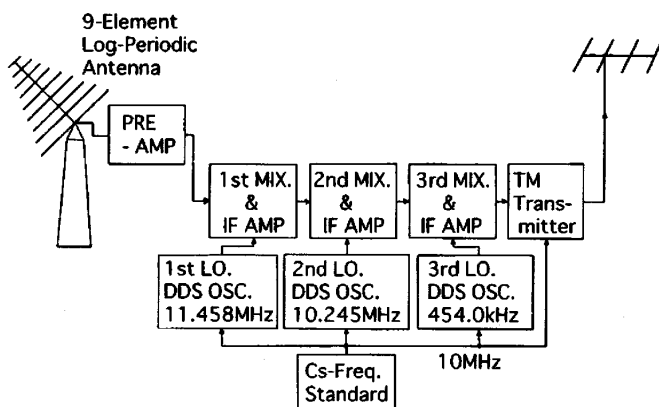 9-Element
Log-Periodic
Antenna
PRE
- AMP
1st MIX.
&
IF AMP
2nd MIX.
&
IF AMP
3rd MIX.
&
IF AMP
TM
Trans-
mitter
1st LO.
DDS OSC.
11.458MHz
2nd LO.
DDS OSC.
10.245MHz
3rd LO.
DDS OSC.
454.0kHz
10MHz
Cs-Freq.
Standard